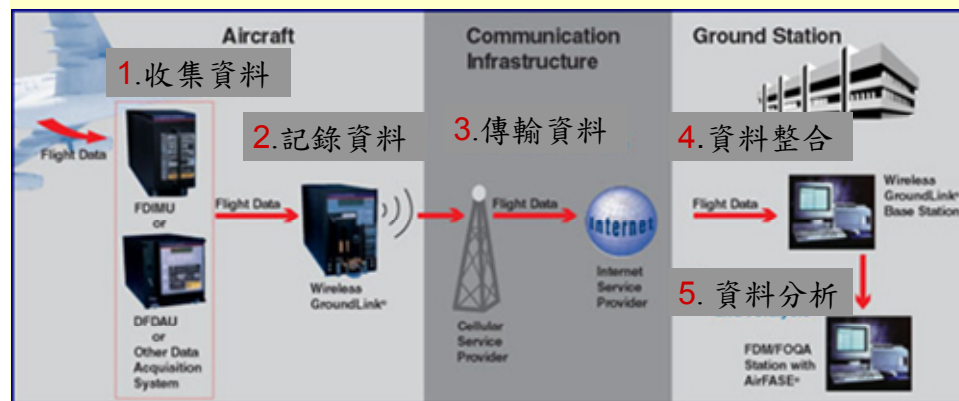 Aircraft
1.收集資料
Flight Data
FDIMU
or
DFDAU
or
Other Data
Acquisition
System
2.記錄資料
Flight Data
Wireless
GroundLink®
Communication
Infrastructure
3.傳輸資料
Flight Data
Cellular
Service
Provider
Internet
Internet
Service
Provider
Ground Station
4.資料整合
Flight Data
Wireless
GroundLink®
Base Station
5. 資料分析
FDM/FOQA
Station with
AirFASE®